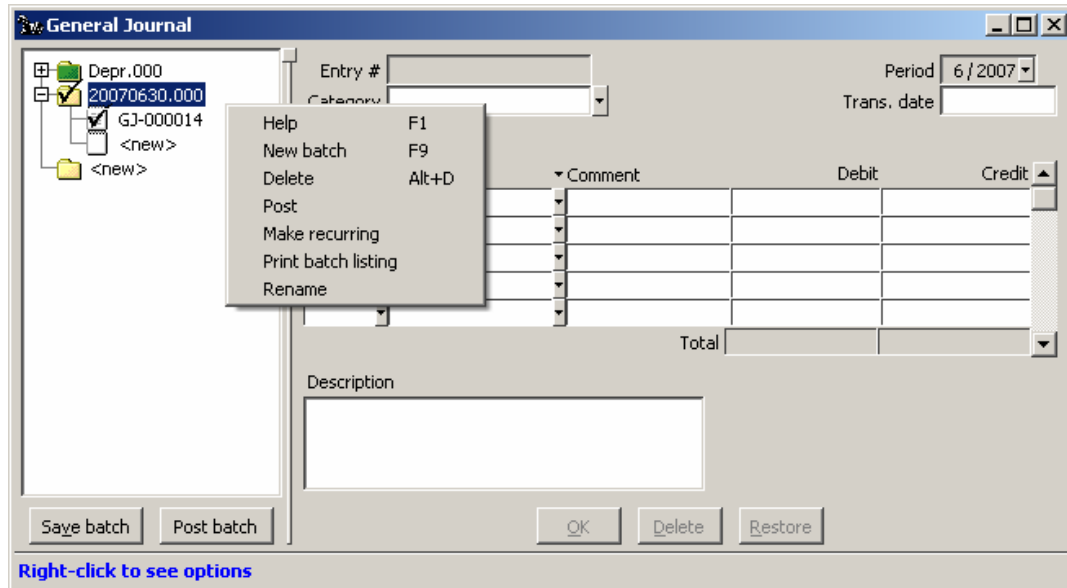 General Journal
Depr.000
20070630.000
GJ-000014
<new>
<new>
Entry #
Period 6/2007
Category
Trans. date
Help F1
New batch F9
Delete Alt+D
Post
Make recurring
Print batch listing
Rename
Comment Debit Credit
Total
Description
Save batch Post batch OK Delete Restore
Right-click to see options